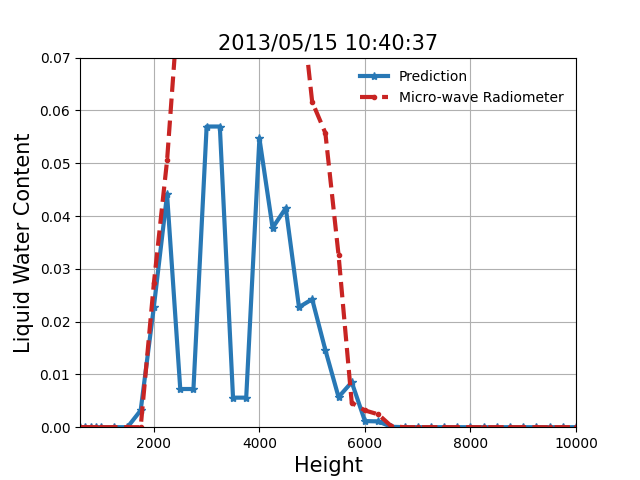 2013/05/15 10:40:37
0.07
0.06
0.05
0.04
0.03
0.02
0.01
0.00
Liquid Water Content
Prediction
Micro-wave Radiometer
2000 4000 6000 8000 10000
Height